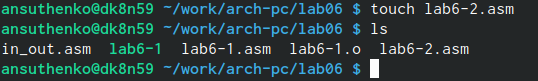 ansuthenko@dk8n59 ~/work/arch-pc/lab06 $ touch lab6-2.asm
ansuthenko@dk8n59 ~/work/arch-pc/lab06 $ ls
in_out.asm lab6-1 lab6-1.asm lab6-1.o lab6-2.asm
ansuthenko@dk8n59 ~/work/arch-pc/lab06 $